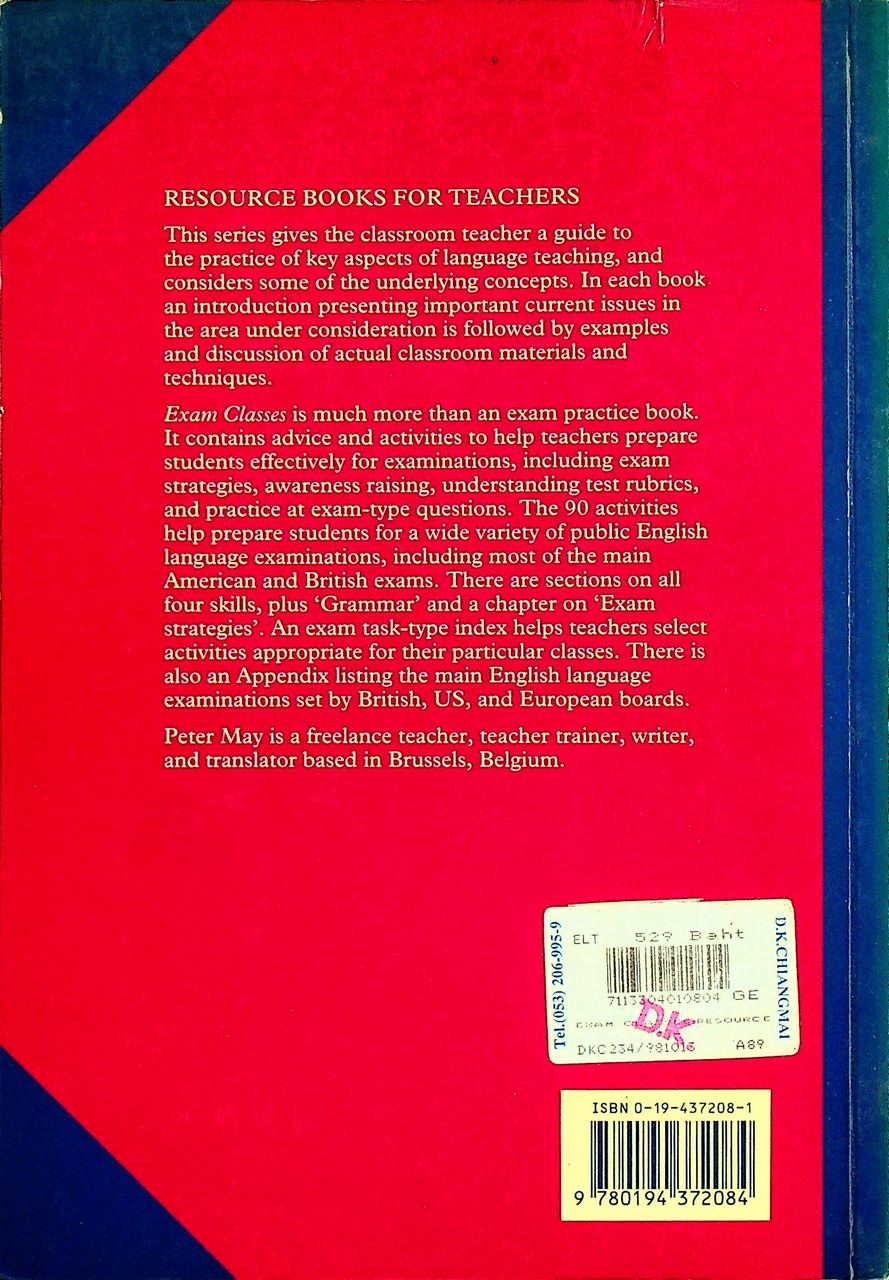 RESOURCE BOOKS FOR TEACHERS
This series gives the classroom teacher a guide to
the practice of key aspects of language teaching, and
considers some of the underlying concepts. In each book
an introduction presenting important current issues in
the area under consideration is followed by examples
and discussion of actual classroom materials and
techniques.
Exam Classes is much more than an exam practice book.
It contains advice and activities to help teachers prepare
students effectively for examinations, including exam
strategies, awareness raising, understanding test rubrics,
and practice at exam-type questions. The 90 activities
help prepare students for a wide variety of public English
language examinations, including most of the main
American and British exams. There are sections on all
four skills, plus ‘Grammar’ and a chapter on ‘Exam
strategies’. An exam task-type index helps teachers select
activities appropriate for their particular classes. There is
also an Appendix listing the main English language
examinations set by British, US, and European boards.
Peter May is a freelance teacher, teacher trainer, writer,
and translator based in Brussels, Belgium.
Tel.(053) 206-995-9
ELT 529 Baht
7113304010804 GE
EXAM RESOURCE
D.K.
DKC234/981013 A89
D.K.CHIANGMAI
ISBN 0-19-437208-1
9 780194 372084